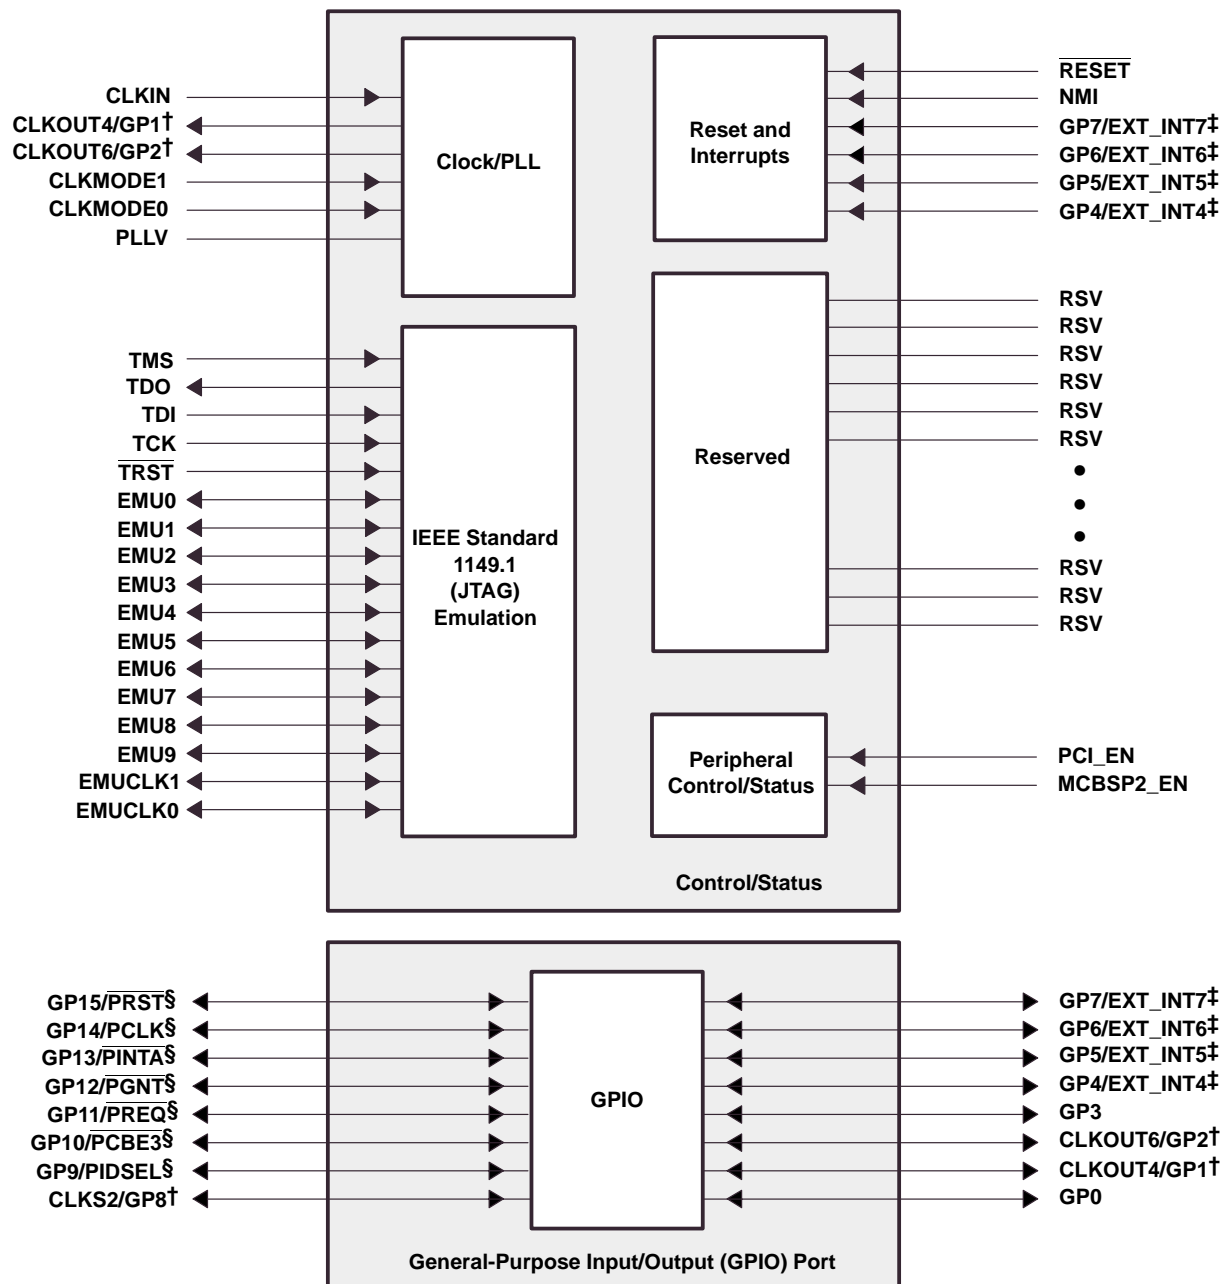 CLKIN
CLKOUT4/GP1†
CLKOUT6/GP2†
CLKMODE1
CLKMODE0
PLLV
Clock/PLL
Reset and
Interrupts
RESET
NMI
GP7/EXT_INT7‡
GP6/EXT_INT6‡
GP5/EXT_INT5‡
GP4/EXT_INT4‡
TMS
TDO
TDI
TCK
TRST
EMU0
EMU1
EMU2
EMU3
EMU4
EMU5
EMU6
EMU7
EMU8
EMU9
EMUCLK1
EMUCLK0
IEEE Standard
1149.1
(JTAG)
Emulation
Reserved
RSV
RSV
RSV
RSV
RSV
RSV
•
•
•
RSV
RSV
RSV
Peripheral
Control/Status
PCI_EN
MCBSP2_EN
Control/Status
GP15/PRST§
GP14/PCLK§
GP13/PINTA§
GP12/PGNT§
GP11/PREQ§
GP10/PCBE3§
GP9/PIDSEL§
CLKS2/GP8†
GPIO
GP7/EXT_INT7‡
GP6/EXT_INT6‡
GP5/EXT_INT5‡
GP4/EXT_INT4‡
GP3
CLKOUT6/GP2†
CLKOUT4/GP1†
GP0
General-Purpose Input/Output (GPIO) Port